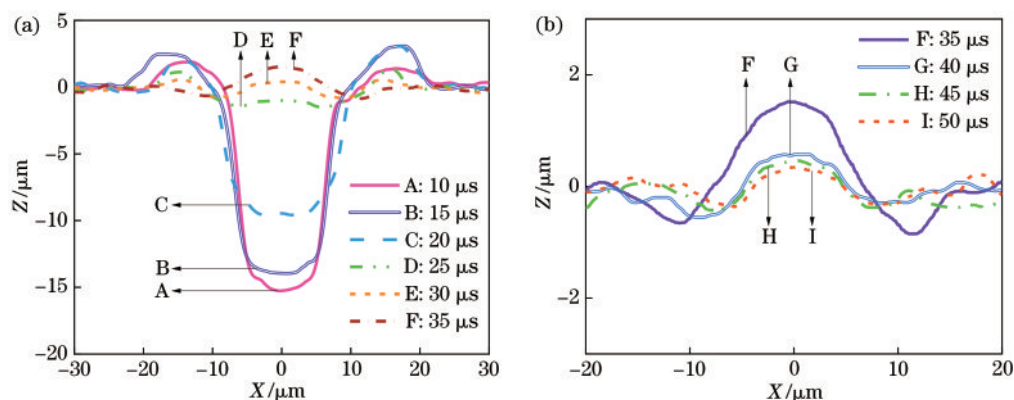 (a)
5
0
−5
−10
−15
−20
Z/μm
D E F
C
B
A
A: 10 μs
B: 15 μs
C: 20 μs
D: 25 μs
E: 30 μs
F: 35 μs
−30 −20 −10 0 10 20 30
X/μm
(b)
2
0
−2
Z/μm
F G
H I
F: 35 μs
G: 40 μs
H: 45 μs
I: 50 μs
−20 −10 0 10 20
X/μm